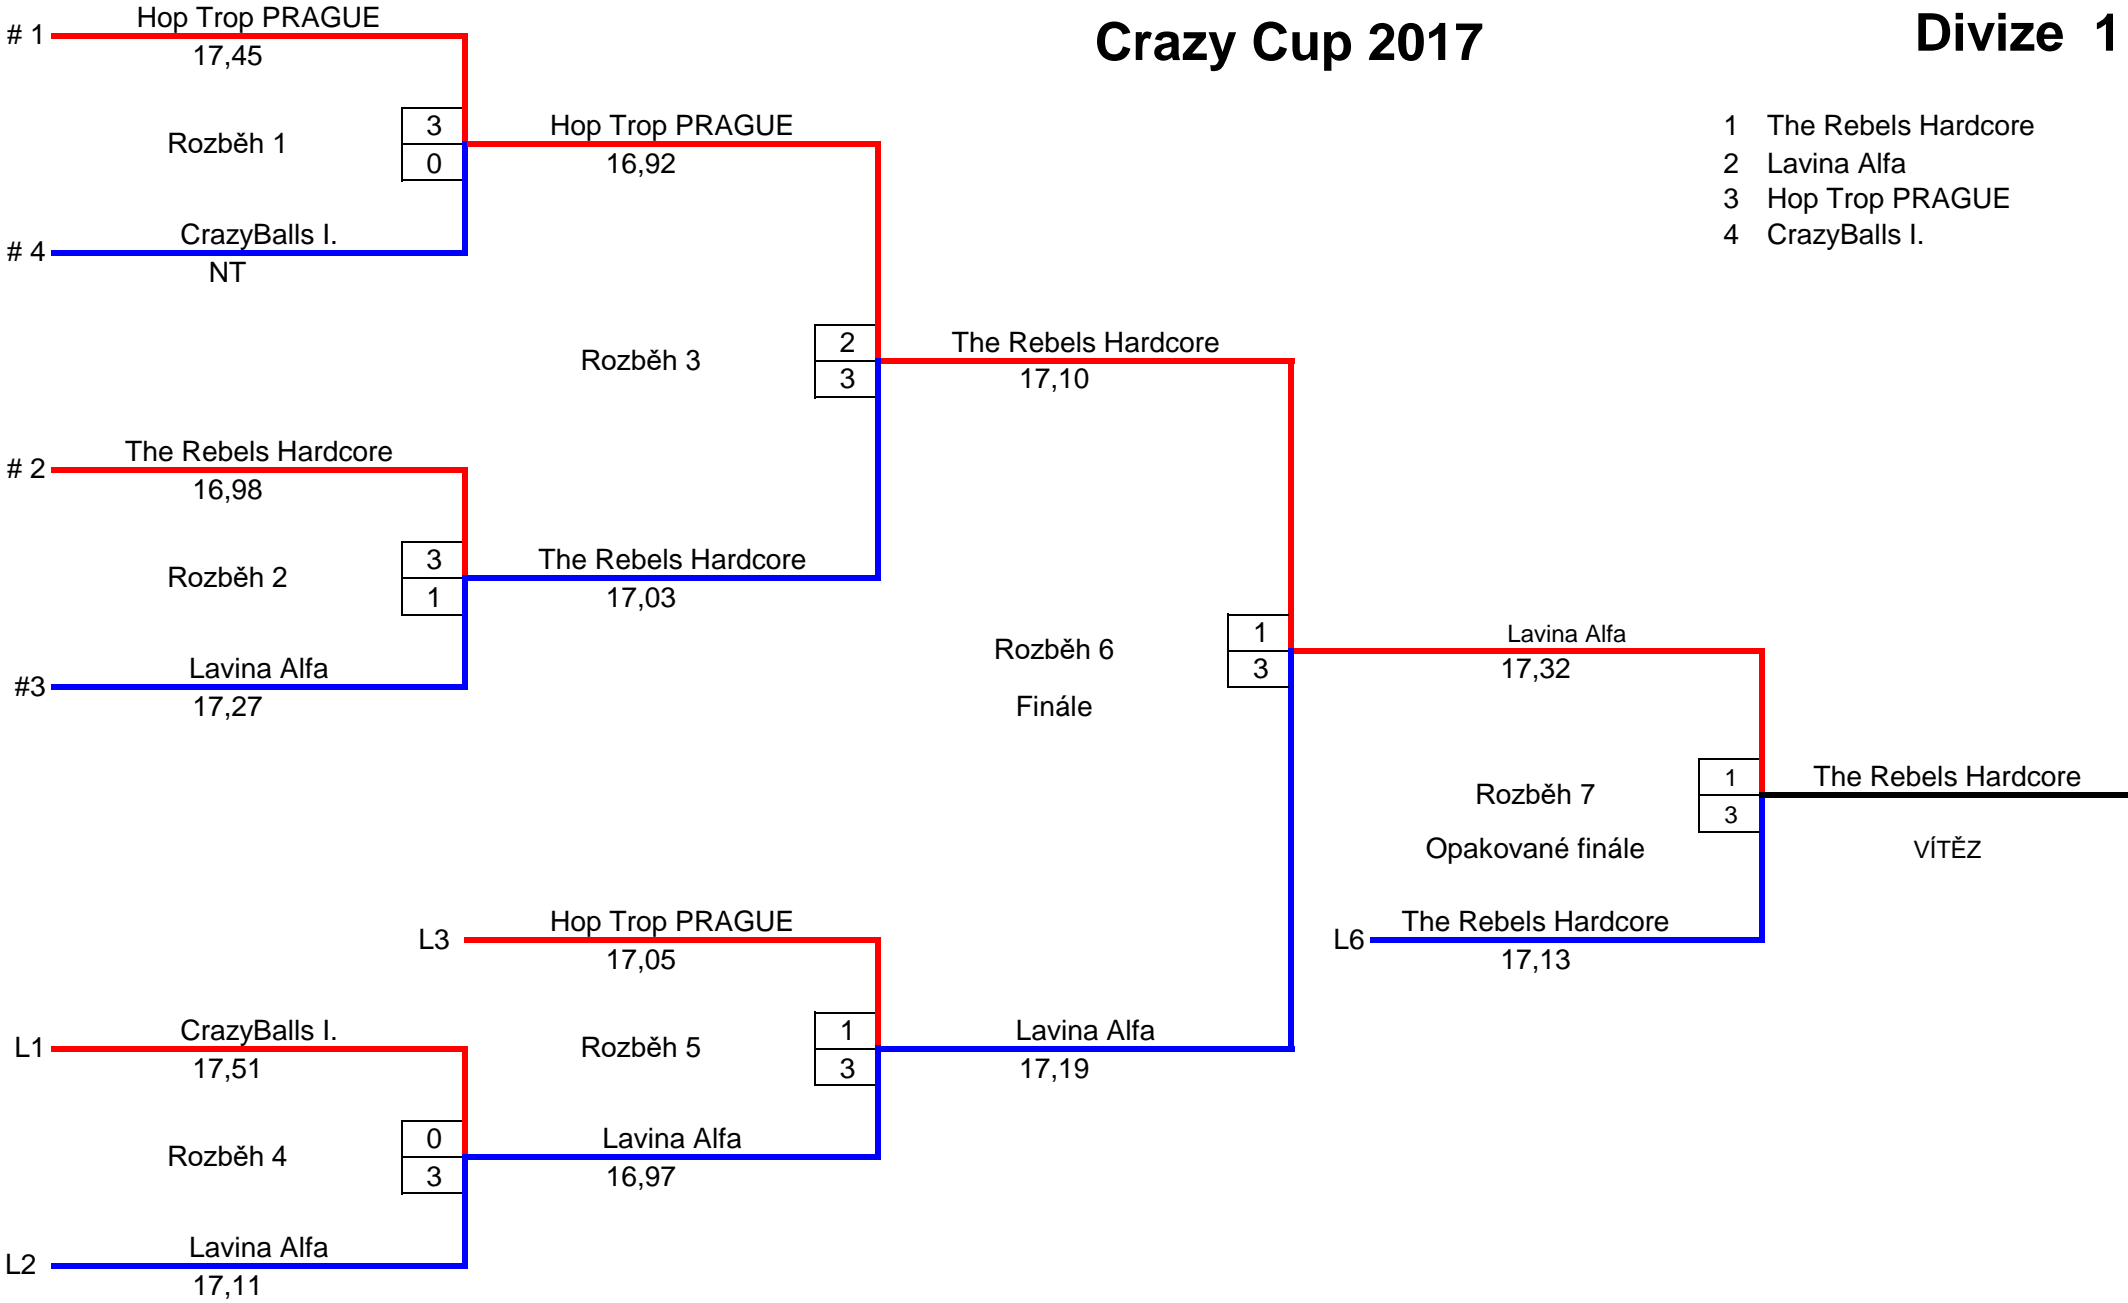 Crazy Cup 2017
Divize 1
1 The Rebels Hardcore
2 Lavina Alfa
3 Hop Trop PRAGUE
4 CrazyBalls I.
# 1
Hop Trop PRAGUE
17,45
Rozběh 1
3
0
# 4
CrazyBalls I.
NT
Hop Trop PRAGUE
16,92
Rozběh 3
2
3
The Rebels Hardcore
17,10
# 2
The Rebels Hardcore
16,98
Rozběh 2
3
1
#3
Lavina Alfa
17,27
The Rebels Hardcore
17,03
Rozběh 6
1
3
Finále
Lavina Alfa
17,32
Rozběh 7
1
3
Opakované finále
The Rebels Hardcore
VÍTĚZ
L6
The Rebels Hardcore
17,13
L3
Hop Trop PRAGUE
17,05
Rozběh 5
1
3
Lavina Alfa
17,19
L1
CrazyBalls I.
17,51
Rozběh 4
0
3
Lavina Alfa
16,97
L2
Lavina Alfa
17,11